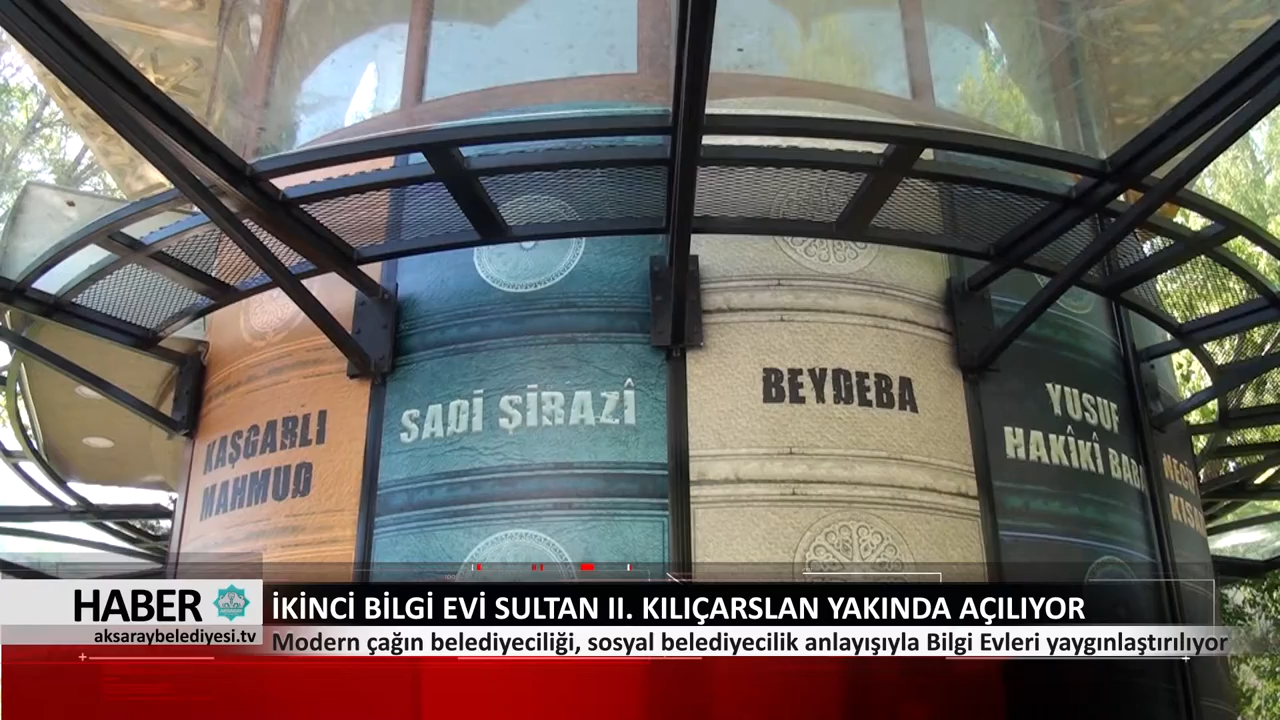 KAŞGARLI
MAHMUD
SADİ ŞİRAZÎ
BEYDEBA
YUSUF
HAKÎKÎ BABA
KISA
HABER
aksaraybelediyesi.tv
İKİNCİ BİLGİ EVİ SULTAN II. KILIÇARSLAN YAKINDA AÇILIYOR
Modern çağın belediyeciliği, sosyal belediyecilik anlayışıyla Bilgi Evleri yaygınlaştırılıyor